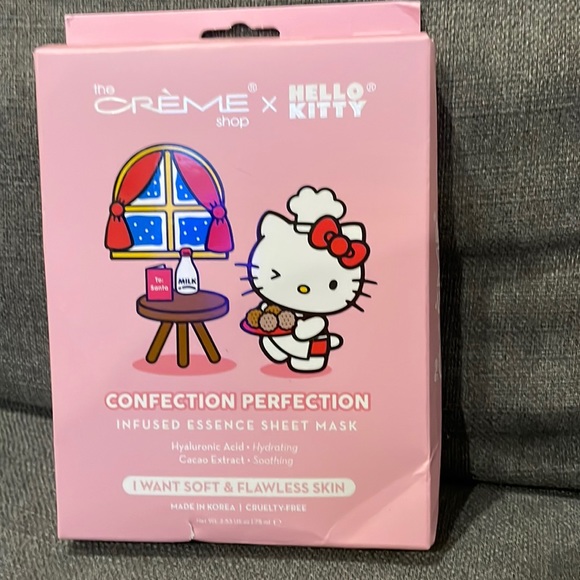 the
CRÈME®
shop
x
HELLO®
KITTY
To:
Santa
MILK
CONFECTION PERFECTION
INFUSED ESSENCE SHEET MASK
Hyaluronic Acid • Hydrating
Cacao Extract • Soothing
I WANT SOFT & FLAWLESS SKIN
MADE IN KOREA | CRUELTY-FREE